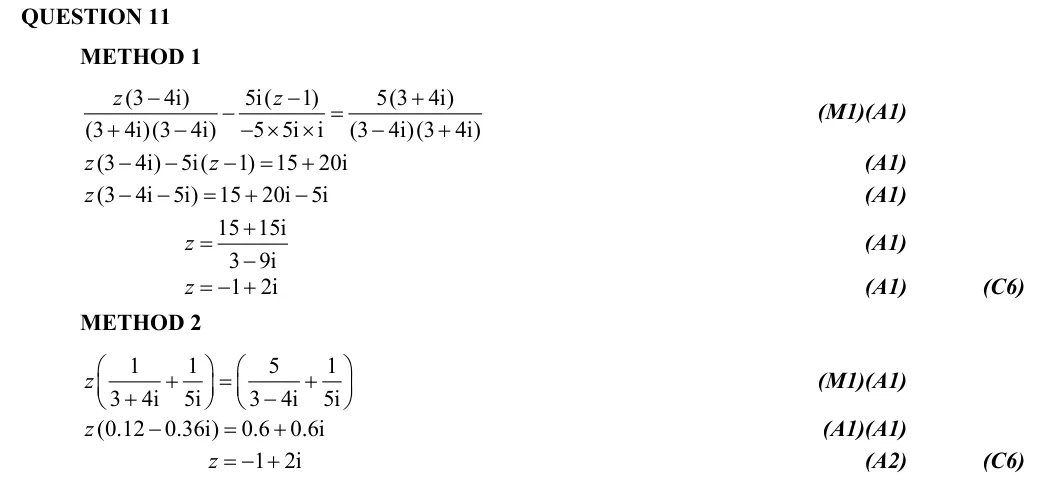 QUESTION 11
METHOD 1
z(3 − 4i)/((3 + 4i)(3 − 4i)) − 5i(z − 1)/(−5 × 5i × i) = 5(3 + 4i)/((3 − 4i)(3 + 4i)) (M1)(A1)
z(3 − 4i) − 5i(z − 1) = 15 + 20i (A1)
z(3 − 4i − 5i) = 15 + 20i − 5i (A1)
z = (15 + 15i)/(3 − 9i) (A1)
z = −1 + 2i (A1) (C6)
METHOD 2
z(1/(3 + 4i) + 1/5i) = (5/(3 − 4i) + 1/5i) (M1)(A1)
z(0.12 − 0.36i) = 0.6 + 0.6i (A1)(A1)
z = −1 + 2i (A2) (C6)